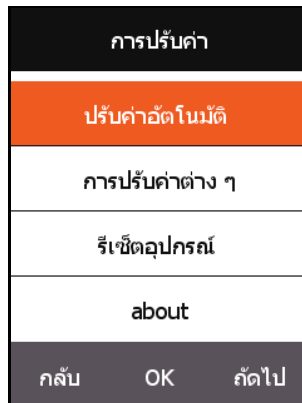 การปรับค่า
ปรับค่าอัตโนมัติ
การปรับค่าต่าง ๆ
รีเซ็ตอุปกรณ์
about
กลับ OK ถัดไป